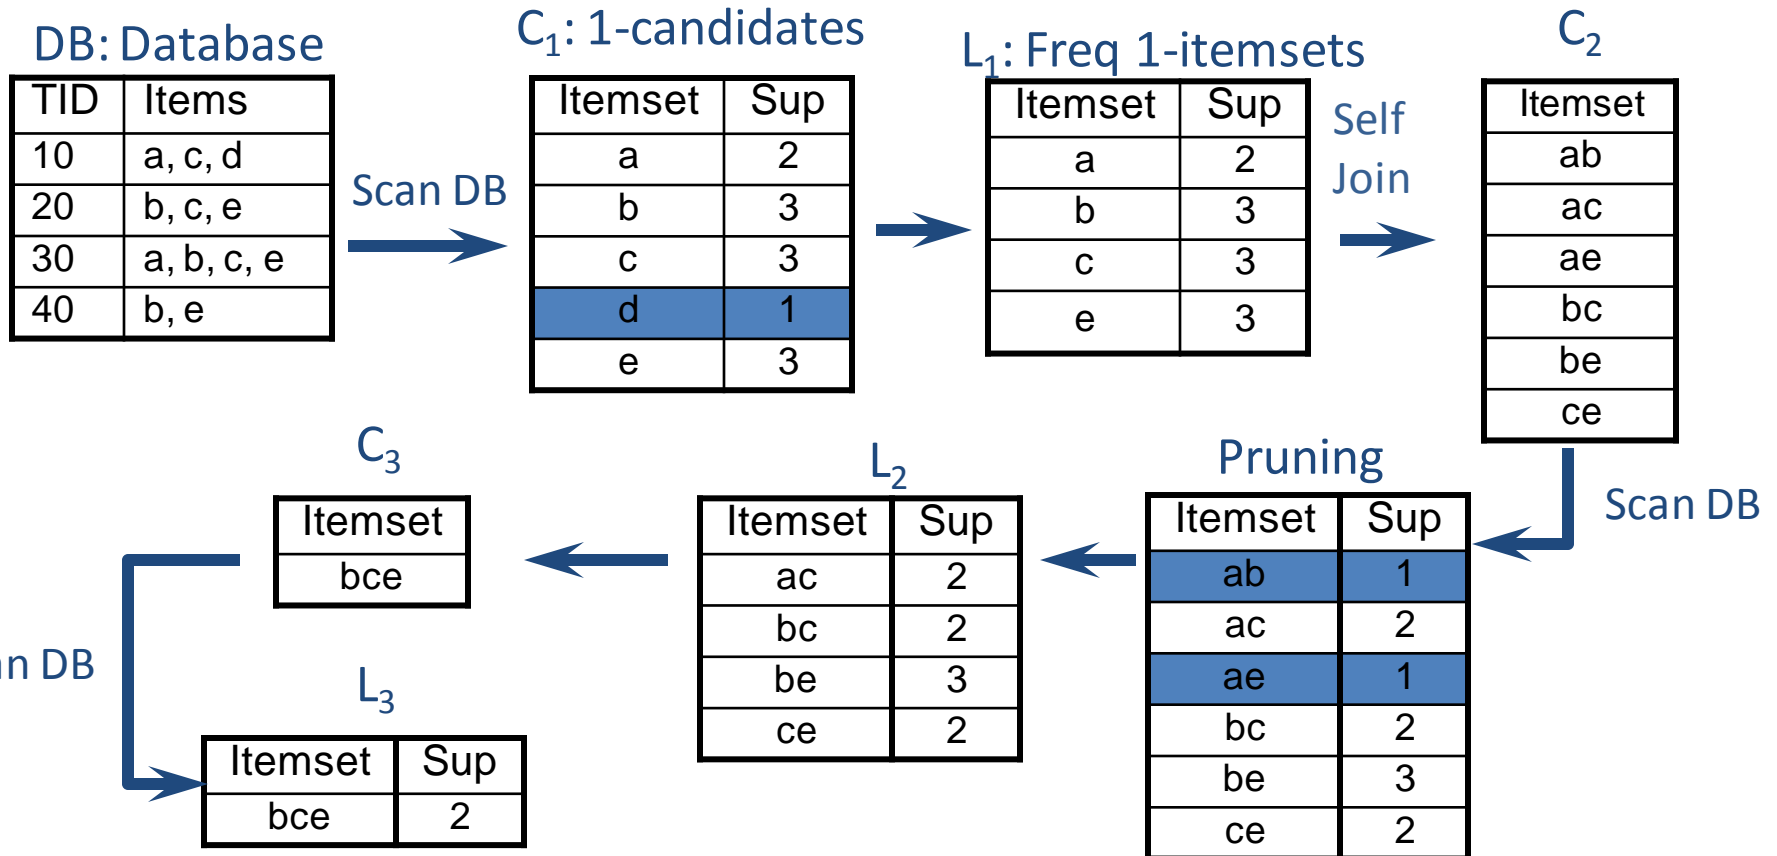 DB: Database
TID Items
10 a, c, d
20 b, c, e
30 a, b, c, e
40 b, e
Scan DB
C1: 1-candidates
Itemset Sup
a 2
b 3
c 3
d 1
e 3
L1: Freq 1-itemsets
Itemset Sup
a 2
b 3
c 3
e 3
Self
Join
C2
Itemset
ab
ac
ae
bc
be
ce
Scan DB
Pruning
Itemset Sup
ab 1
ac 2
ae 1
bc 2
be 3
ce 2
L2
Itemset Sup
ac 2
bc 2
be 3
ce 2
C3
Itemset
bce
an DB
L3
Itemset Sup
bce 2